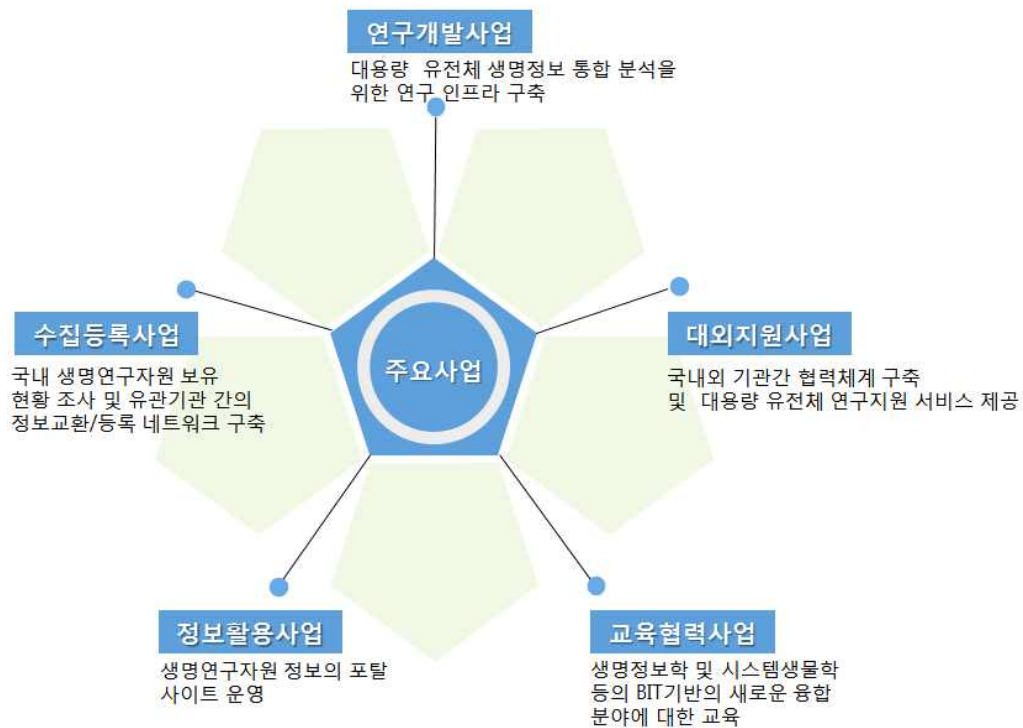 연구개발사업
대용량 유전체 생명정보 통합 분석을
위한 연구 인프라 구축
수집등록사업
국내 생명연구자원 보유
현황 조사 및 유관기관 간의
정보교환/등록 네트워크 구축
주요사업
대외지원사업
국내외 기관간 협력체계 구축
및 대용량 유전체 연구지원 서비스 제공
정보활용사업
생명연구자원 정보의 포탈
사이트 운영
교육협력사업
생명정보학 및 시스템생물학
등의 BIT기반의 새로운 융합
분야에 대한 교육